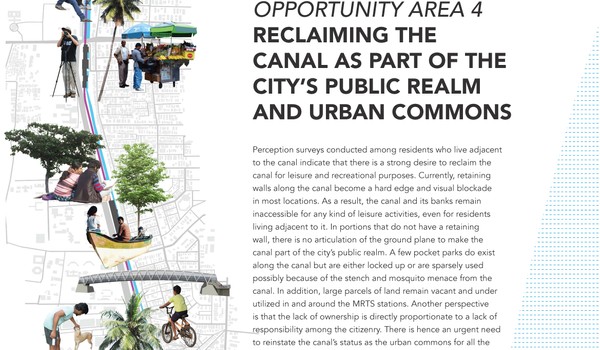 OPPORTUNITY AREA 4
RECLAIMING THE
CANAL AS PART OF THE
CITY'S PUBLIC REALM
AND URBAN COMMONS
Perception surveys conducted among residents who live adjacent
to the canal indicate that there is a strong desire to reclaim the
canal for leisure and recreational purposes. Currently, retaining
walls along the canal become a hard edge and visual blockade
in most locations. As a result, the canal and its banks remain
inaccessible for any kind of leisure activities, even for residents
living adjacent to it. In portions that do not have a retaining
wall, there is no articulation of the ground plane to make the
canal part of the city's public realm. A few pocket parks do exist
along the canal but are either locked up or are sparsely used
possibly because of the stench and mosquito menace from the
canal. In addition, large parcels of land remain vacant and under
utilized in and around the MRTS stations. Another perspective
is that the lack of ownership is directly proportionate to a lack of
responsibility among the citizenry. There is hence an urgent need
to reinstate the canal's status as the urban commons for all the